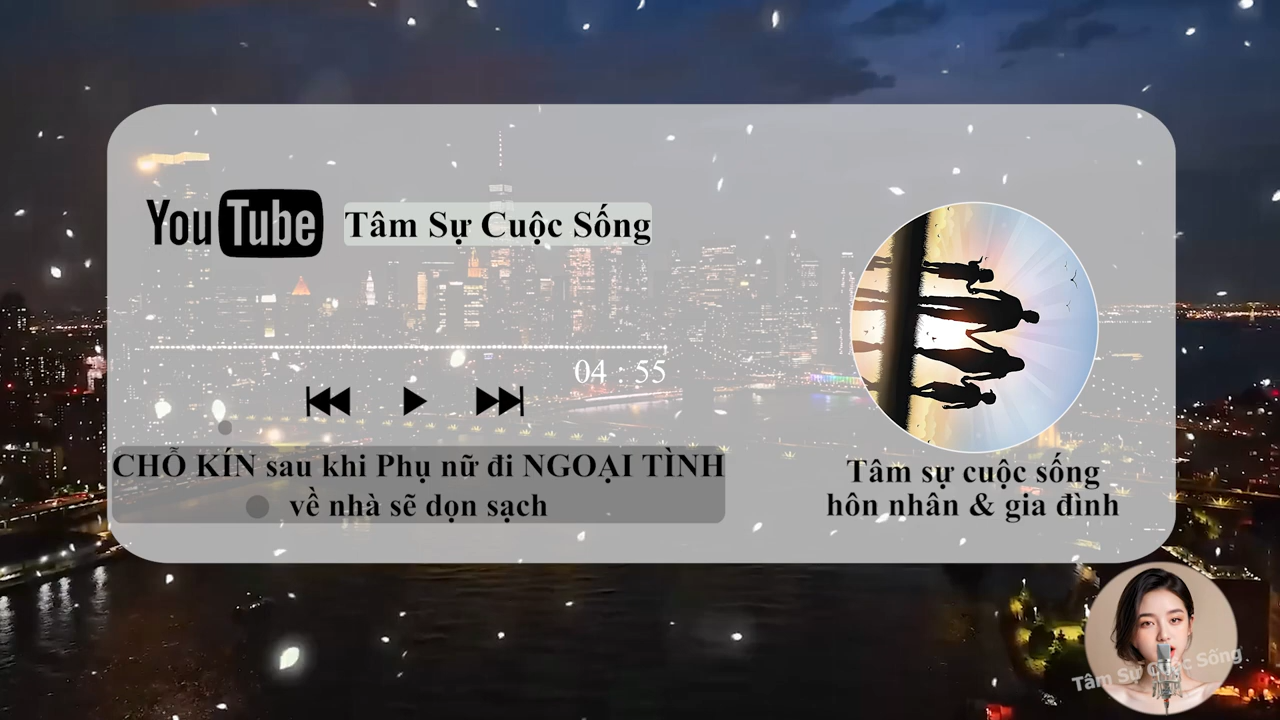 YouTube
Tâm Sự Cuộc Sống
04 : 55
CHỖ KÍN sau khi Phụ nữ đi NGOẠI TÌNH
về nhà sẽ dọn sạch
Tâm sự cuộc sống
hôn nhân & gia đình
Tâm Sự Cuộc Sống